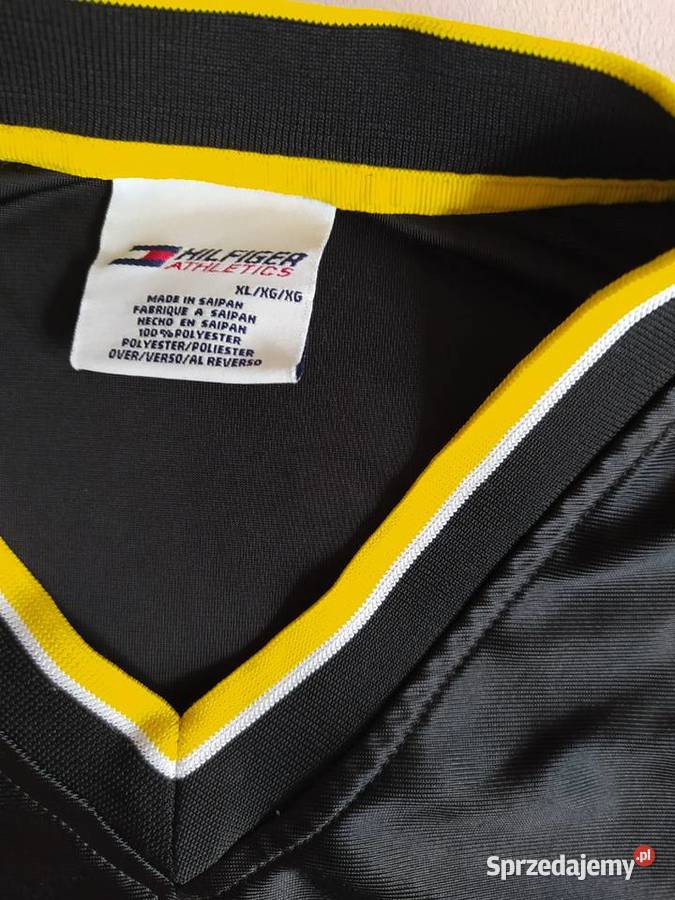 HILFIGER
ATHLETICS
XL/XG/XG
MADE IN SAIPAN
FABRIQUE A SAIPAN
HECHO EN SAIPAN
100% POLYESTER
POLYESTER/POLIESTER
OVER/VERSO/AL REVERSO
Sprzedajemy.pl